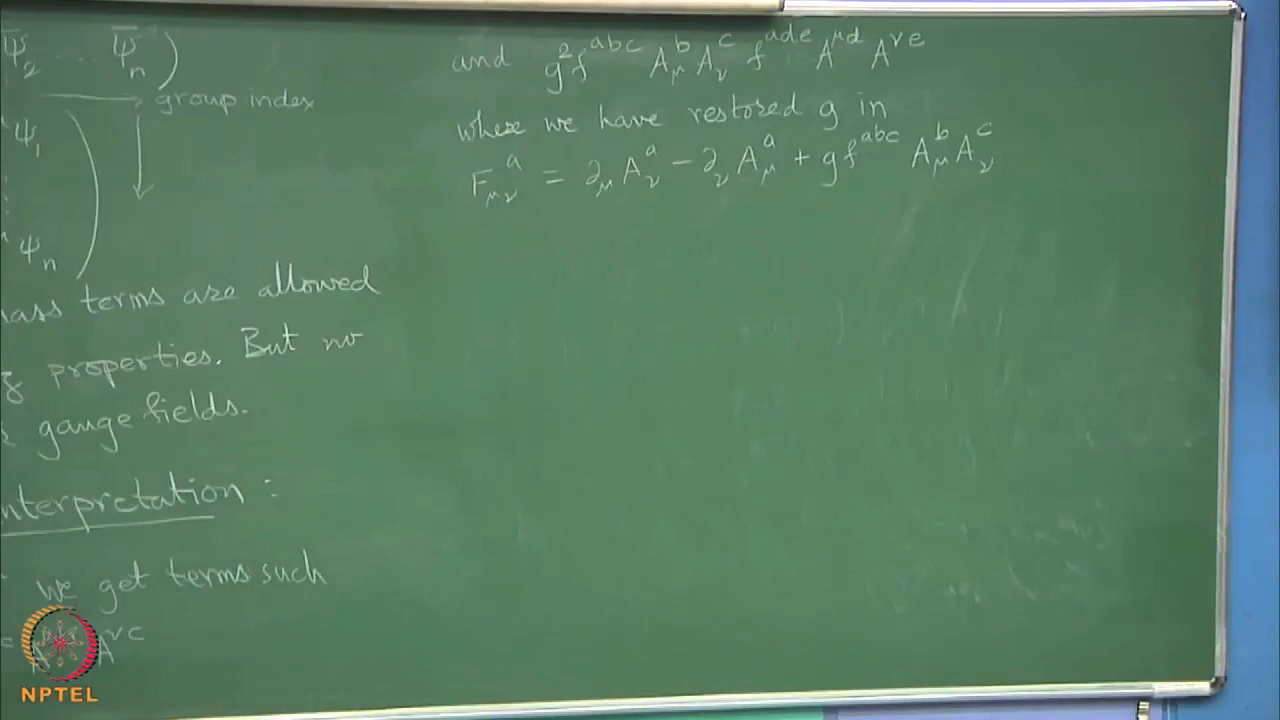 ψ̄₂ .... ψ̄ₙ )
group index
ψ₁
⋮
ψₙ
terms are allowed
properties. But no
gauge fields.
:
We get terms such
A^{νc}
and g² f^{abc} A_μ^b A_ν^c f^{ade} A^{μd} A^{νe}
where we have restored g in
F_{μν}^a = ∂_μ A_ν^a − ∂_ν A_μ^a + g f^{abc} A_μ^b A_ν^c
NPTEL